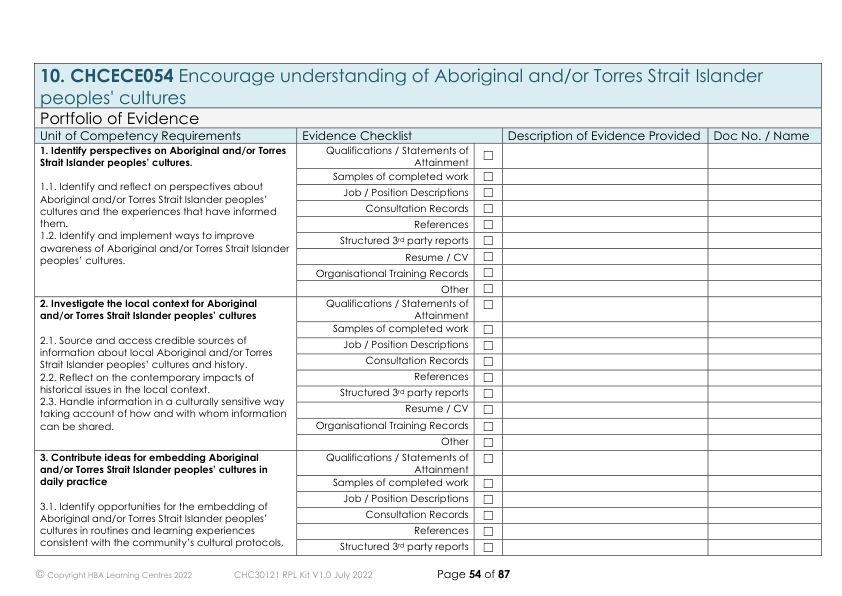 10. CHCECE054 Encourage understanding of Aboriginal and/or Torres Strait Islander
peoples' cultures
Portfolio of Evidence
Unit of Competency Requirements
Evidence Checklist
Description of Evidence Provided
Doc No. / Name
1. Identify perspectives on Aboriginal and/or Torres
Strait Islander peoples’ cultures.
1.1. Identify and reflect on perspectives about
Aboriginal and/or Torres Strait Islander peoples’
cultures and the experiences that have informed
them.
1.2. Identify and implement ways to improve
awareness of Aboriginal and/or Torres Strait Islander
peoples’ cultures.
Qualifications / Statements of
Attainment
☐
Samples of completed work
☐
Job / Position Descriptions
☐
Consultation Records
☐
References
☐
Structured 3rd party reports
☐
Resume / CV
☐
Organisational Training Records
☐
Other
☐
2. Investigate the local context for Aboriginal
and/or Torres Strait Islander peoples’ cultures
2.1. Source and access credible sources of
information about local Aboriginal and/or Torres
Strait Islander peoples’ cultures and history.
2.2. Reflect on the contemporary impacts of
historical issues in the local context.
2.3. Handle information in a culturally sensitive way
taking account of how and with whom information
can be shared.
Qualifications / Statements of
Attainment
☐
Samples of completed work
☐
Job / Position Descriptions
☐
Consultation Records
☐
References
☐
Structured 3rd party reports
☐
Resume / CV
☐
Organisational Training Records
☐
Other
☐
3. Contribute ideas for embedding Aboriginal
and/or Torres Strait Islander peoples’ cultures in
daily practice
3.1. Identify opportunities for the embedding of
Aboriginal and/or Torres Strait Islander peoples’
cultures in routines and learning experiences
consistent with the community’s cultural protocols,
Qualifications / Statements of
Attainment
☐
Samples of completed work
☐
Job / Position Descriptions
☐
Consultation Records
☐
References
☐
Structured 3rd party reports
☐
© Copyright HBA Learning Centres 2022
CHC30121 RPL Kit V1.0 July 2022
Page 54 of 87